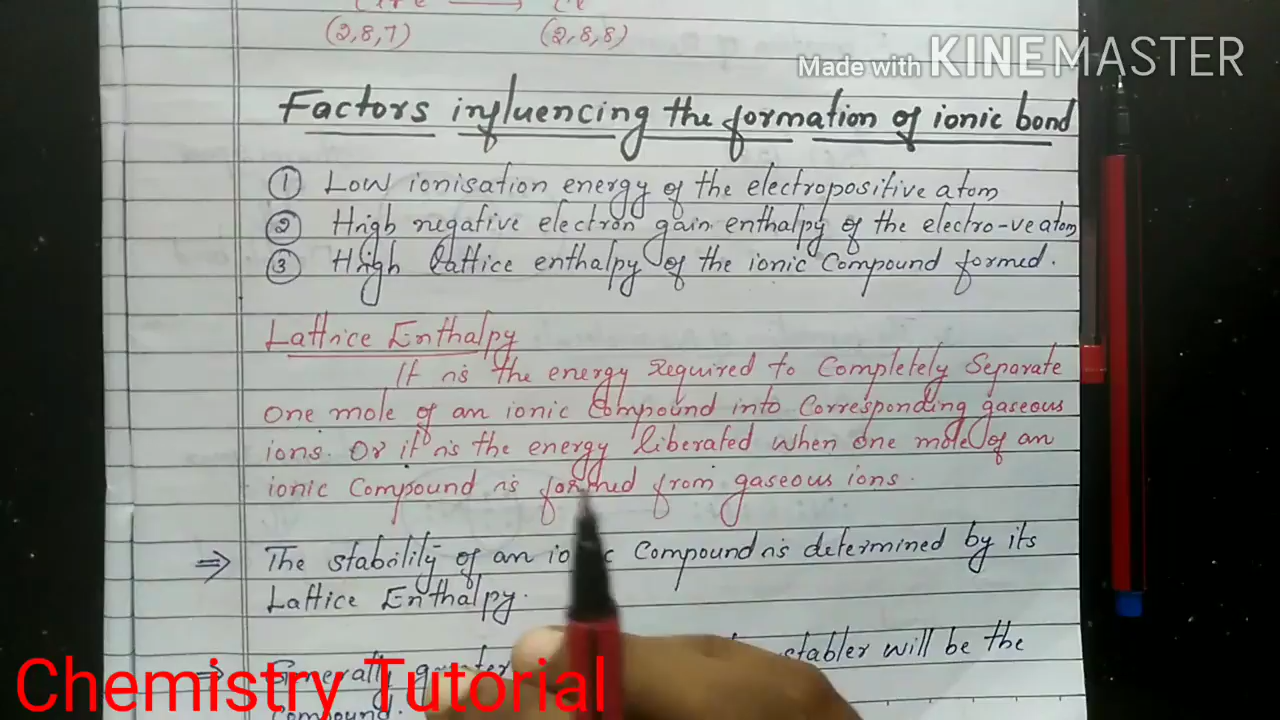 (2,8,7) (2,8,8)
Made with KINEMASTER
Factors influencing the formation of ionic bond
① Low ionisation energy of the electropositive atom
② High negative electron gain enthalpy of the electro-ve atom
③ High lattice enthalpy of the ionic Compound formed.
Lattice Enthalpy
It is the energy required to Completely Separate
One mole of an ionic Compound into Corresponding gaseous
ions. Or it is the energy liberated when one mole of an
ionic Compound is formed from gaseous ions.
⇒ The stability of an ionic Compound is determined by its
Lattice Enthalpy.
⇒ Generally greater stabler will be the
Compound.
Chemistry Tutorial